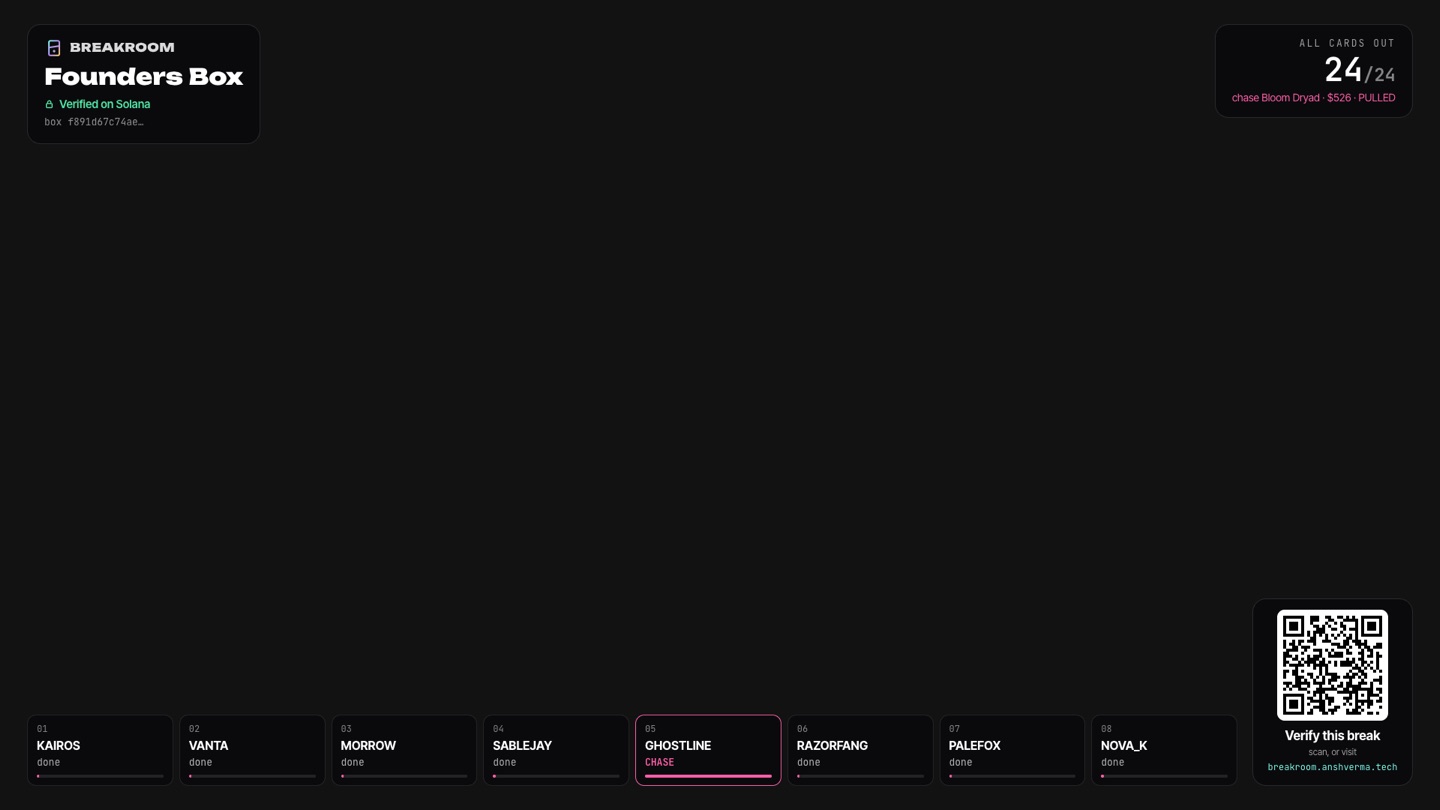 BREAKROOM
Founders Box
Verified on Solana
box f891d67c74ae…
ALL CARDS OUT
24/24
chase Bloom Dryad · $526 · PULLED
01
KAIROS
done
02
VANTA
done
03
MORROW
done
04
SABLEJAY
done
05
GHOSTLINE
CHASE
06
RAZORFANG
done
07
PALEFOX
done
08
NOVA_K
done
Verify this break
scan, or visit
breakroom.anshverma.tech